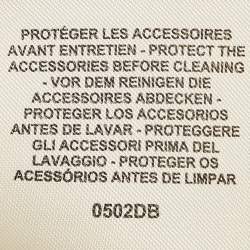 PROTÉGER LES ACCESSOIRES
AVANT ENTRETIEN - PROTECT THE
ACCESSORIES BEFORE CLEANING
- VOR DEM REINIGEN DIE
ACCESSOIRES ABDECKEN -
PROTEGER LOS ACCESORIOS
ANTES DE LAVAR - PROTEGGERE
GLI ACCESSORI PRIMA DEL
LAVAGGIO - PROTEGER OS
ACESSÓRIOS ANTES DE LIMPAR
0502DB